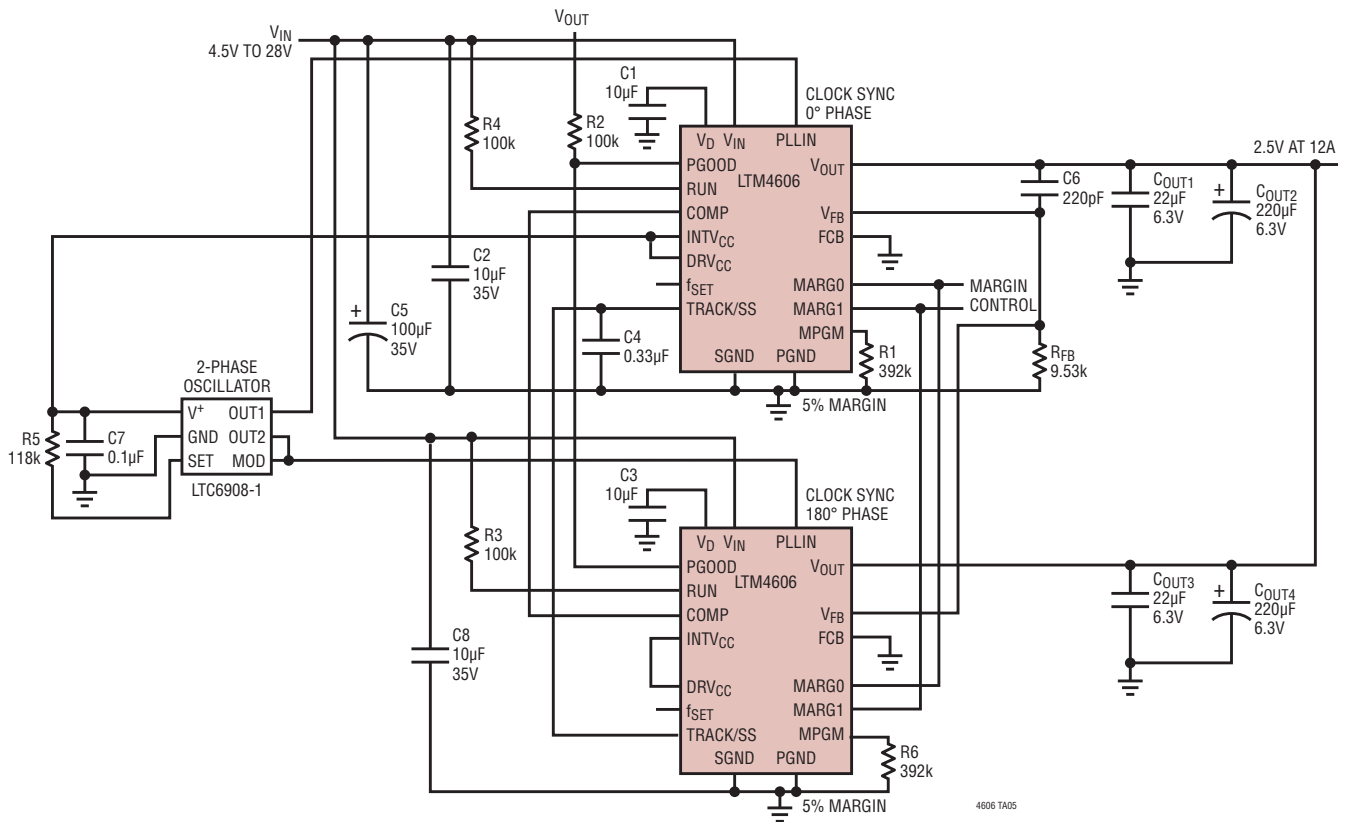 VIN
4.5V TO 28V
VOUT
C1
10µF
CLOCK SYNC
0° PHASE
R4
100k
R2
100k
VD VIN PLLIN
PGOOD
LTM4606
RUN
COMP
INTVCC
DRVCC
fSET
TRACK/SS
SGND PGND
VOUT
VFB
FCB
MARG0
MARG1
MPGM
2.5V AT 12A
C6
220pF
COUT1
22µF
6.3V
+
COUT2
220µF
6.3V
C2
10µF
35V
+
C5
100µF
35V
C4
0.33µF
MARGIN
CONTROL
R1
392k
RFB
9.53k
5% MARGIN
2-PHASE
OSCILLATOR
V+ OUT1
GND OUT2
SET MOD
LTC6908-1
R5
118k
C7
0.1µF
C3
10µF
CLOCK SYNC
180° PHASE
R3
100k
VD VIN PLLIN
PGOOD
LTM4606
RUN
COMP
INTVCC
DRVCC
fSET
TRACK/SS
SGND PGND
VOUT
VFB
FCB
MARG0
MARG1
MPGM
COUT3
22µF
6.3V
+
COUT4
220µF
6.3V
C8
10µF
35V
R6
392k
5% MARGIN
4606 TA05